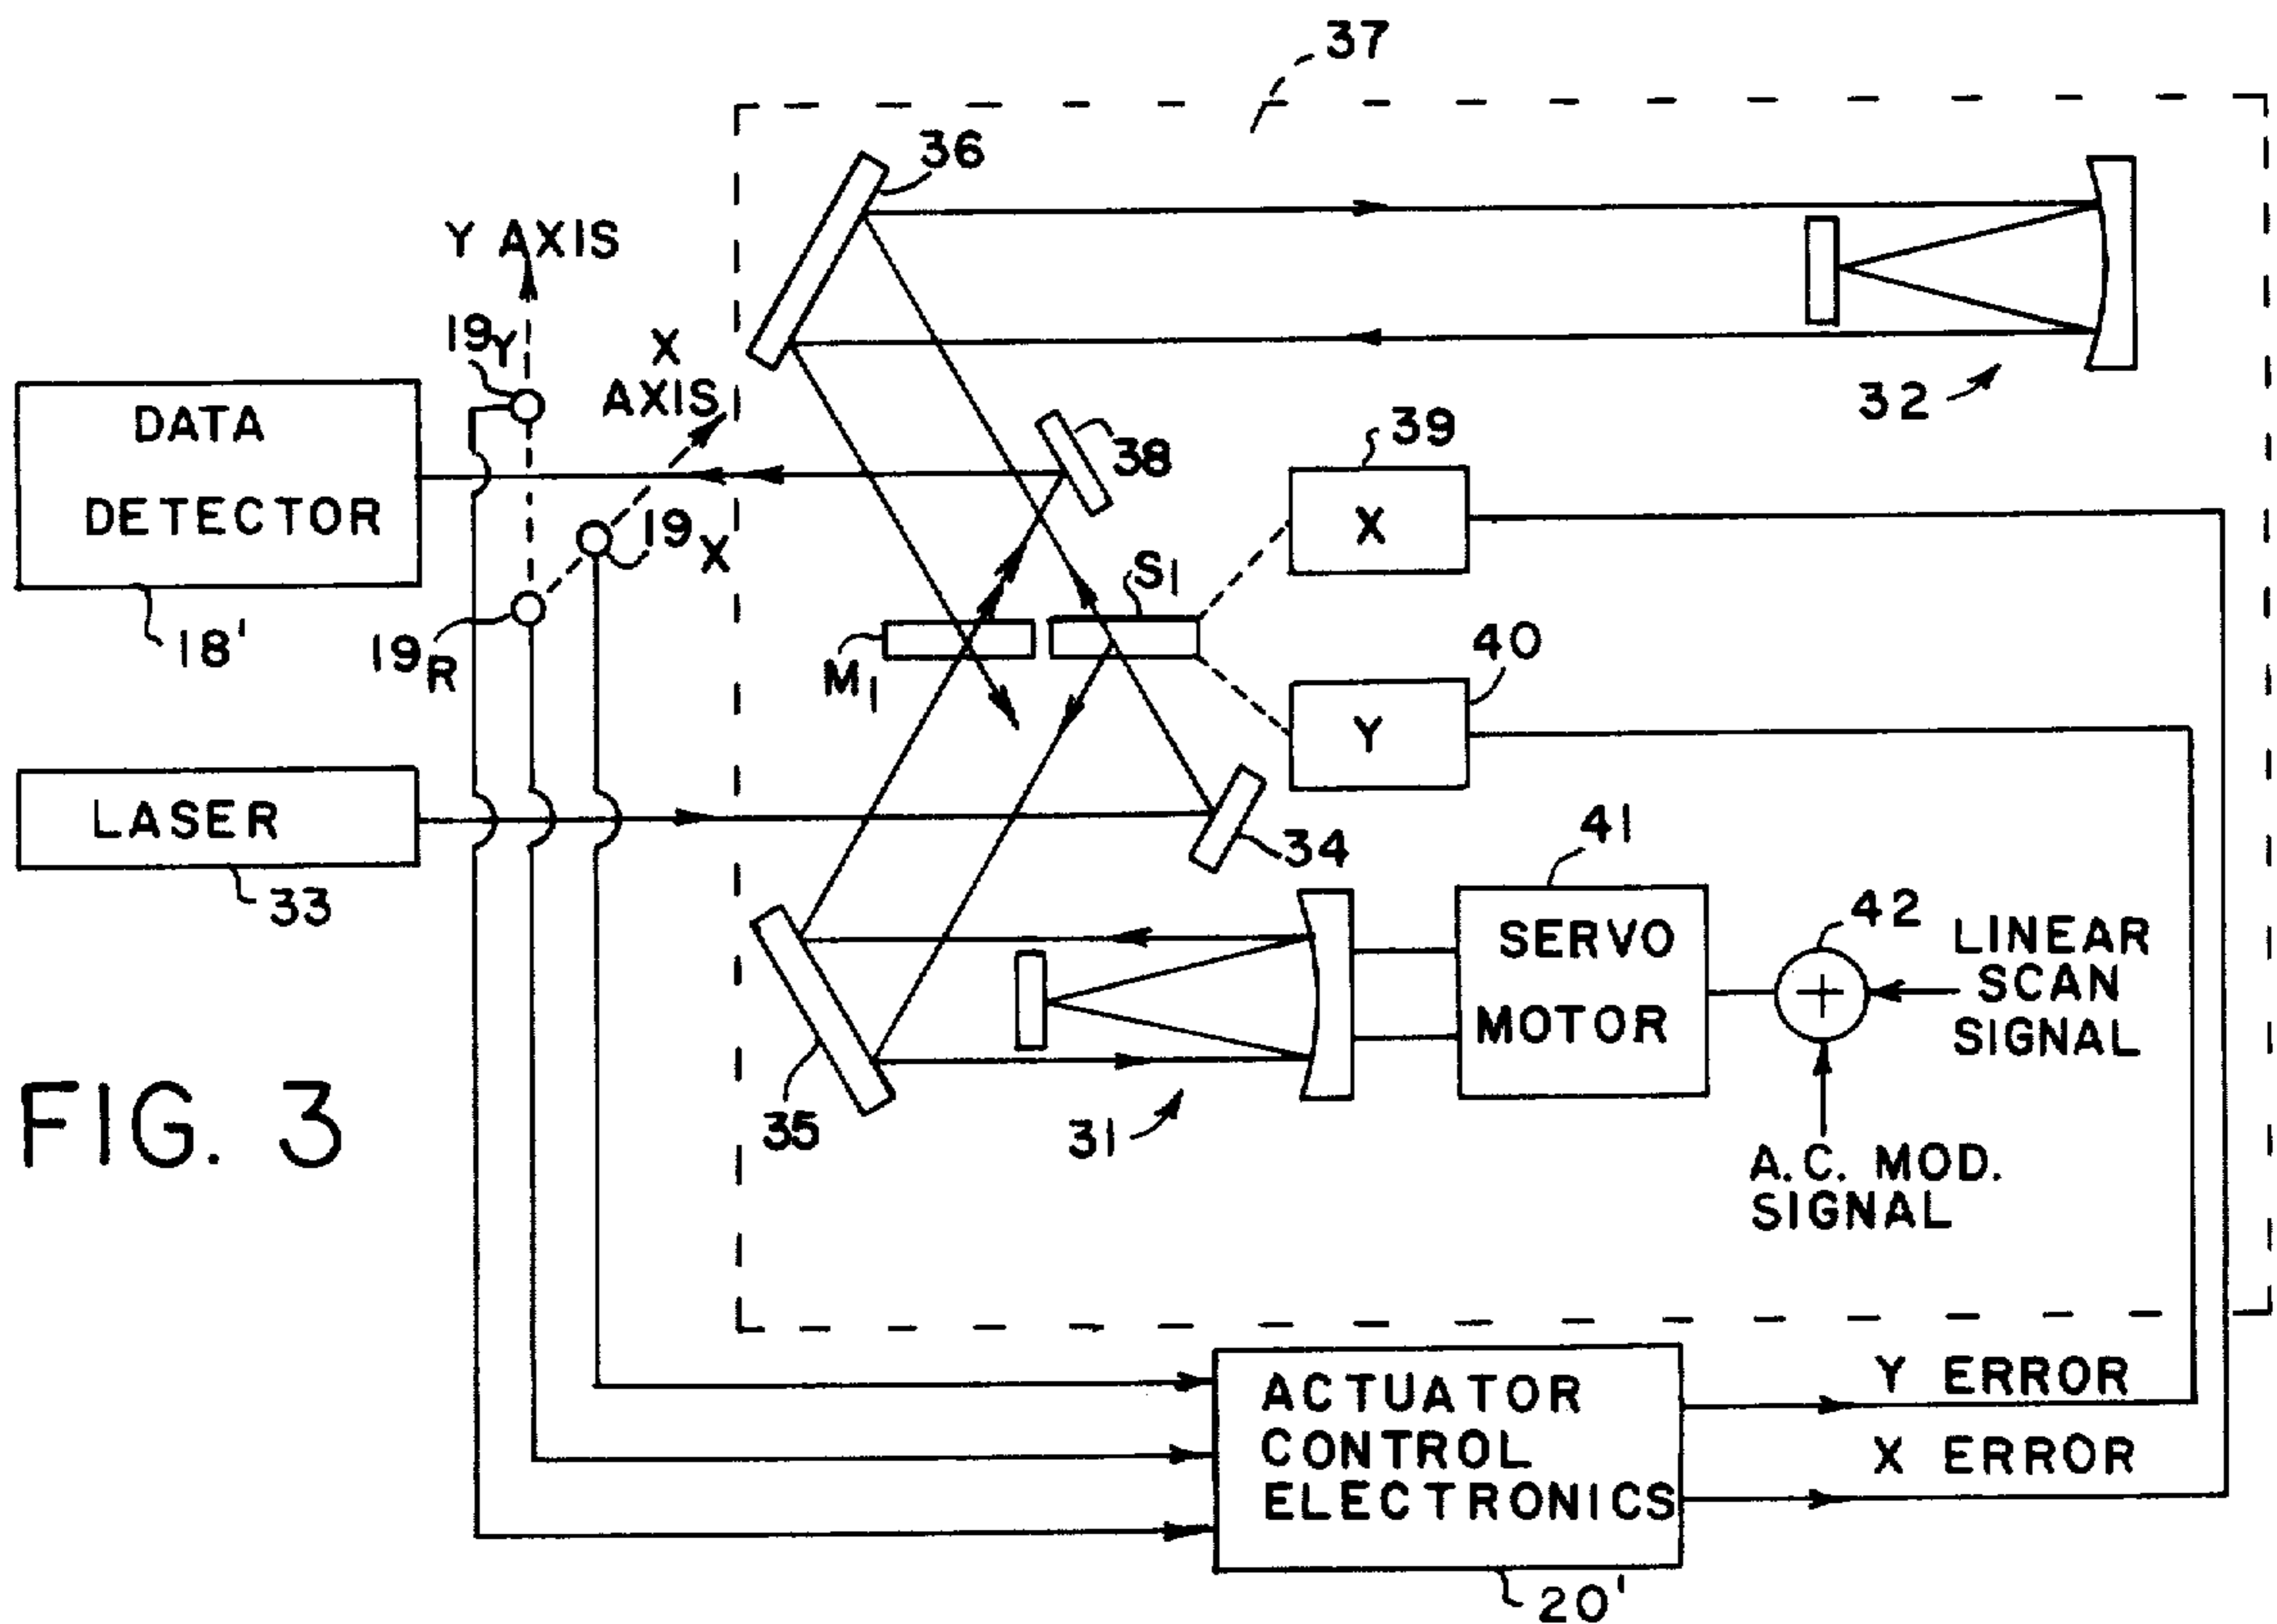 37
36
Y AXIS
19Y
X
AXIS
32
DATA
DETECTOR
38
39
X
19X
S1
18'
19R
M1
40
Y
LASER
33
34
41
SERVO
MOTOR
42
LINEAR
SCAN
SIGNAL
35
31
A.C. MOD.
SIGNAL
FIG. 3
ACTUATOR
CONTROL
ELECTRONICS
Y ERROR
X ERROR
20'